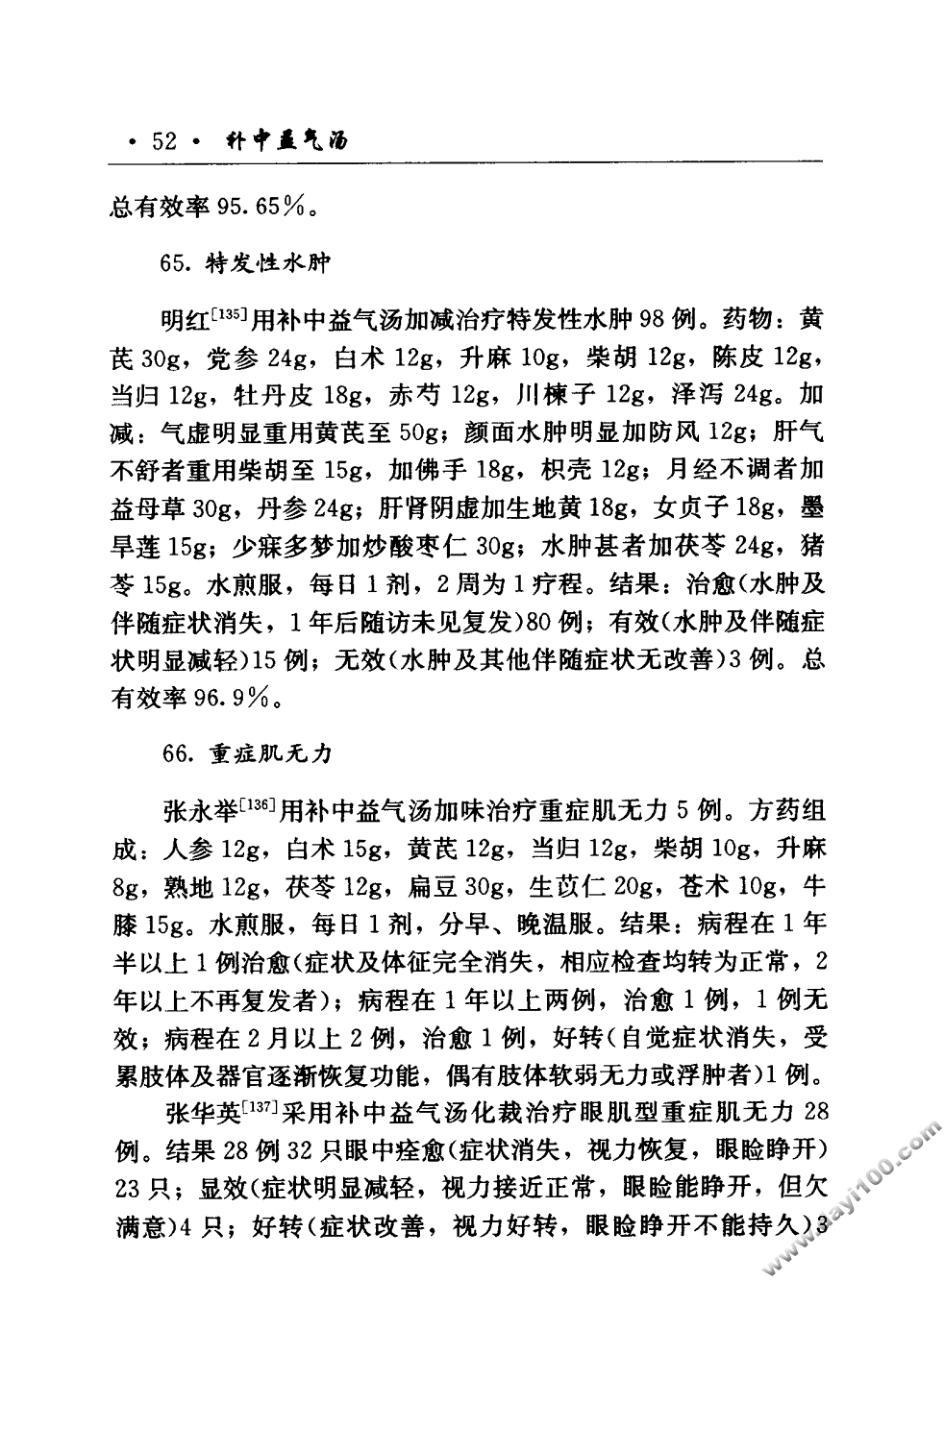 · 52 · 补中益气汤
总有效率 95.65%。
65. 特发性水肿
明红[135]用补中益气汤加减治疗特发性水肿 98 例。药物：黄
芪 30g，党参 24g，白术 12g，升麻 10g，柴胡 12g，陈皮 12g，
当归 12g，牡丹皮 18g，赤芍 12g，川楝子 12g，泽泻 24g。加
减：气虚明显重用黄芪至 50g；颜面水肿明显加防风 12g；肝气
不舒者重用柴胡至 15g，加佛手 18g，枳壳 12g；月经不调者加
益母草 30g，丹参 24g；肝肾阴虚加生地黄 18g，女贞子 18g，墨
旱莲 15g；少寐多梦加炒酸枣仁 30g；水肿甚者加茯苓 24g，猪
苓 15g。水煎服，每日 1 剂，2 周为 1 疗程。结果：治愈(水肿及
伴随症状消失，1 年后随访未见复发)80 例；有效(水肿及伴随症
状明显减轻)15 例；无效(水肿及其他伴随症状无改善)3 例。总
有效率 96.9%。
66. 重症肌无力
张永举[136]用补中益气汤加味治疗重症肌无力 5 例。方药组
成：人参 12g，白术 15g，黄芪 12g，当归 12g，柴胡 10g，升麻
8g，熟地 12g，茯苓 12g，扁豆 30g，生苡仁 20g，苍术 10g，牛
膝 15g。水煎服，每日 1 剂，分早、晚温服。结果：病程在 1 年
半以上 1 例治愈(症状及体征完全消失，相应检查均转为正常，2
年以上不再复发者)；病程在 1 年以上两例，治愈 1 例，1 例无
效；病程在 2 月以上 2 例，治愈 1 例，好转(自觉症状消失，受
累肢体及器官逐渐恢复功能，偶有肢体软弱无力或浮肿者)1 例。
张华英[137]采用补中益气汤化裁治疗眼肌型重症肌无力 28
例。结果 28 例 32 只眼中痊愈(症状消失，视力恢复，眼睑睁开)
23 只；显效(症状明显减轻，视力接近正常，眼睑能睁开，但欠
满意)4 只；好转(症状改善，视力好转，眼睑睁开不能持久)3
www.dayi100.com